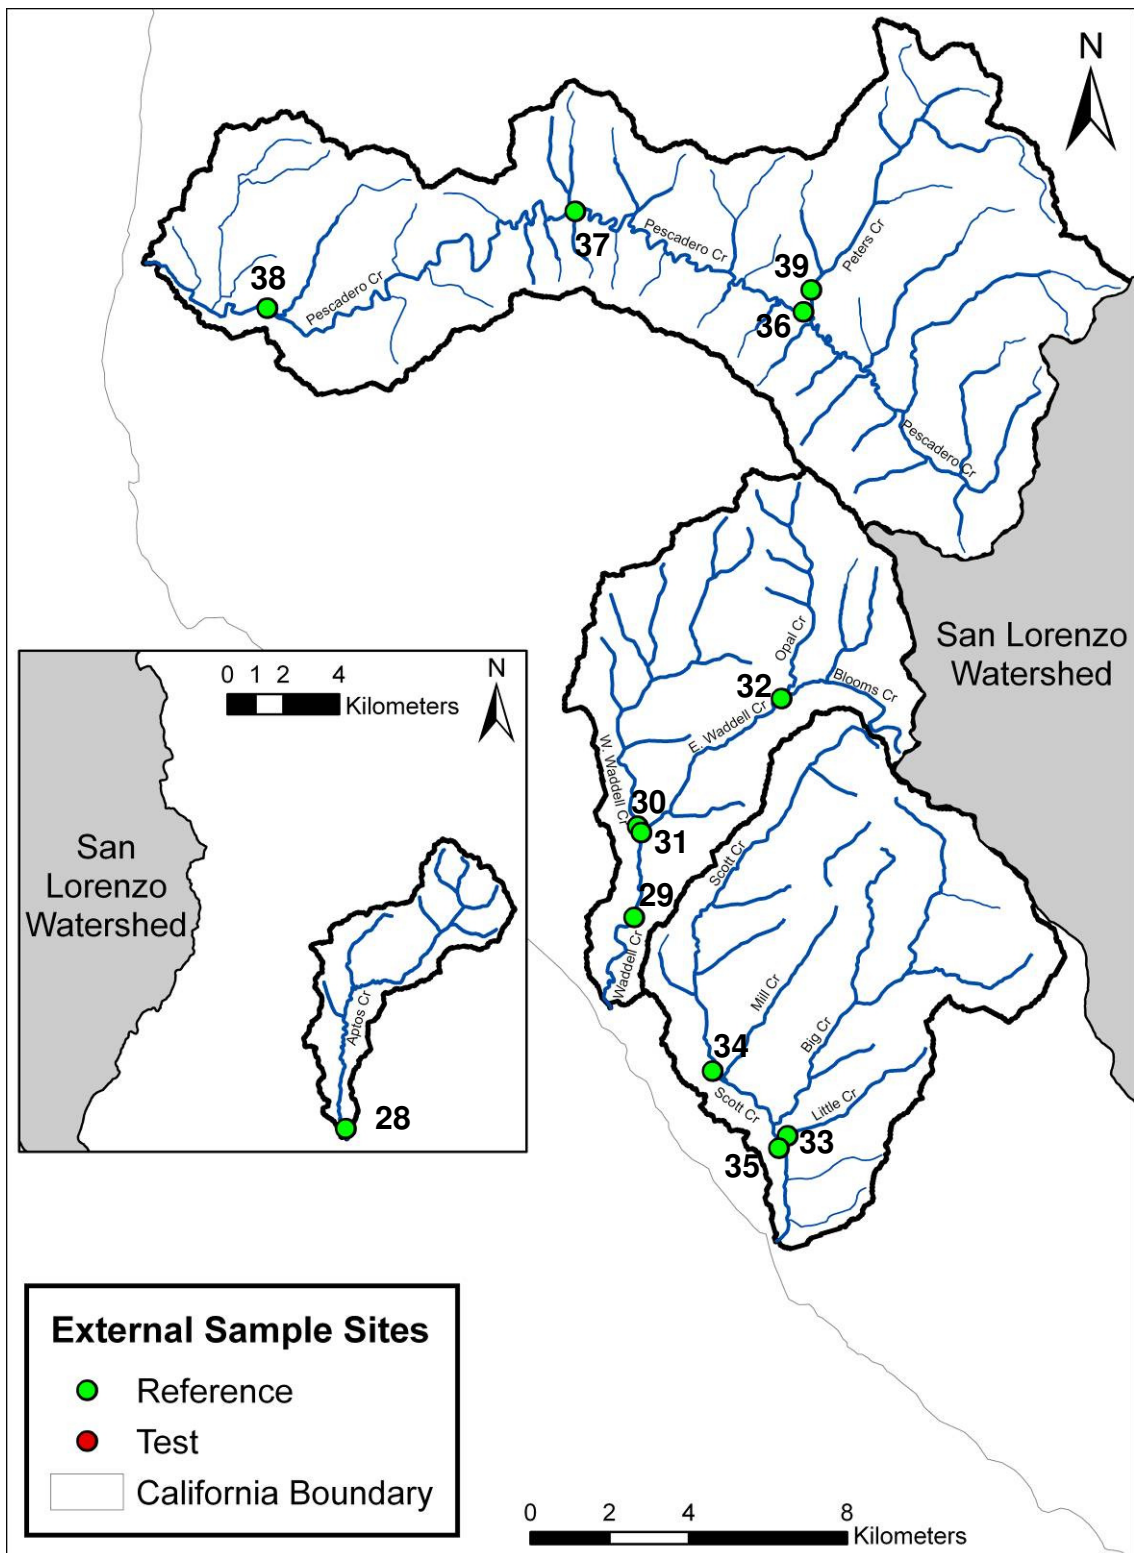 N
Pescadero Cr
Peters Cr
37
39
36
38
Pescadero Cr
Pescadero Cr
San Lorenzo
Watershed
Opal Cr
32
Blooms Cr
E. Waddell Cr
W. Waddell Cr
30
31
29
Waddell Cr
Scott Cr
Mill Cr
Big Cr
34
Scott Cr
Little Cr
33
35
0 1 2 4
Kilometers
N
San
Lorenzo
Watershed
Aptos Cr
28
External Sample Sites
Reference
Test
California Boundary
0 2 4 8
Kilometers